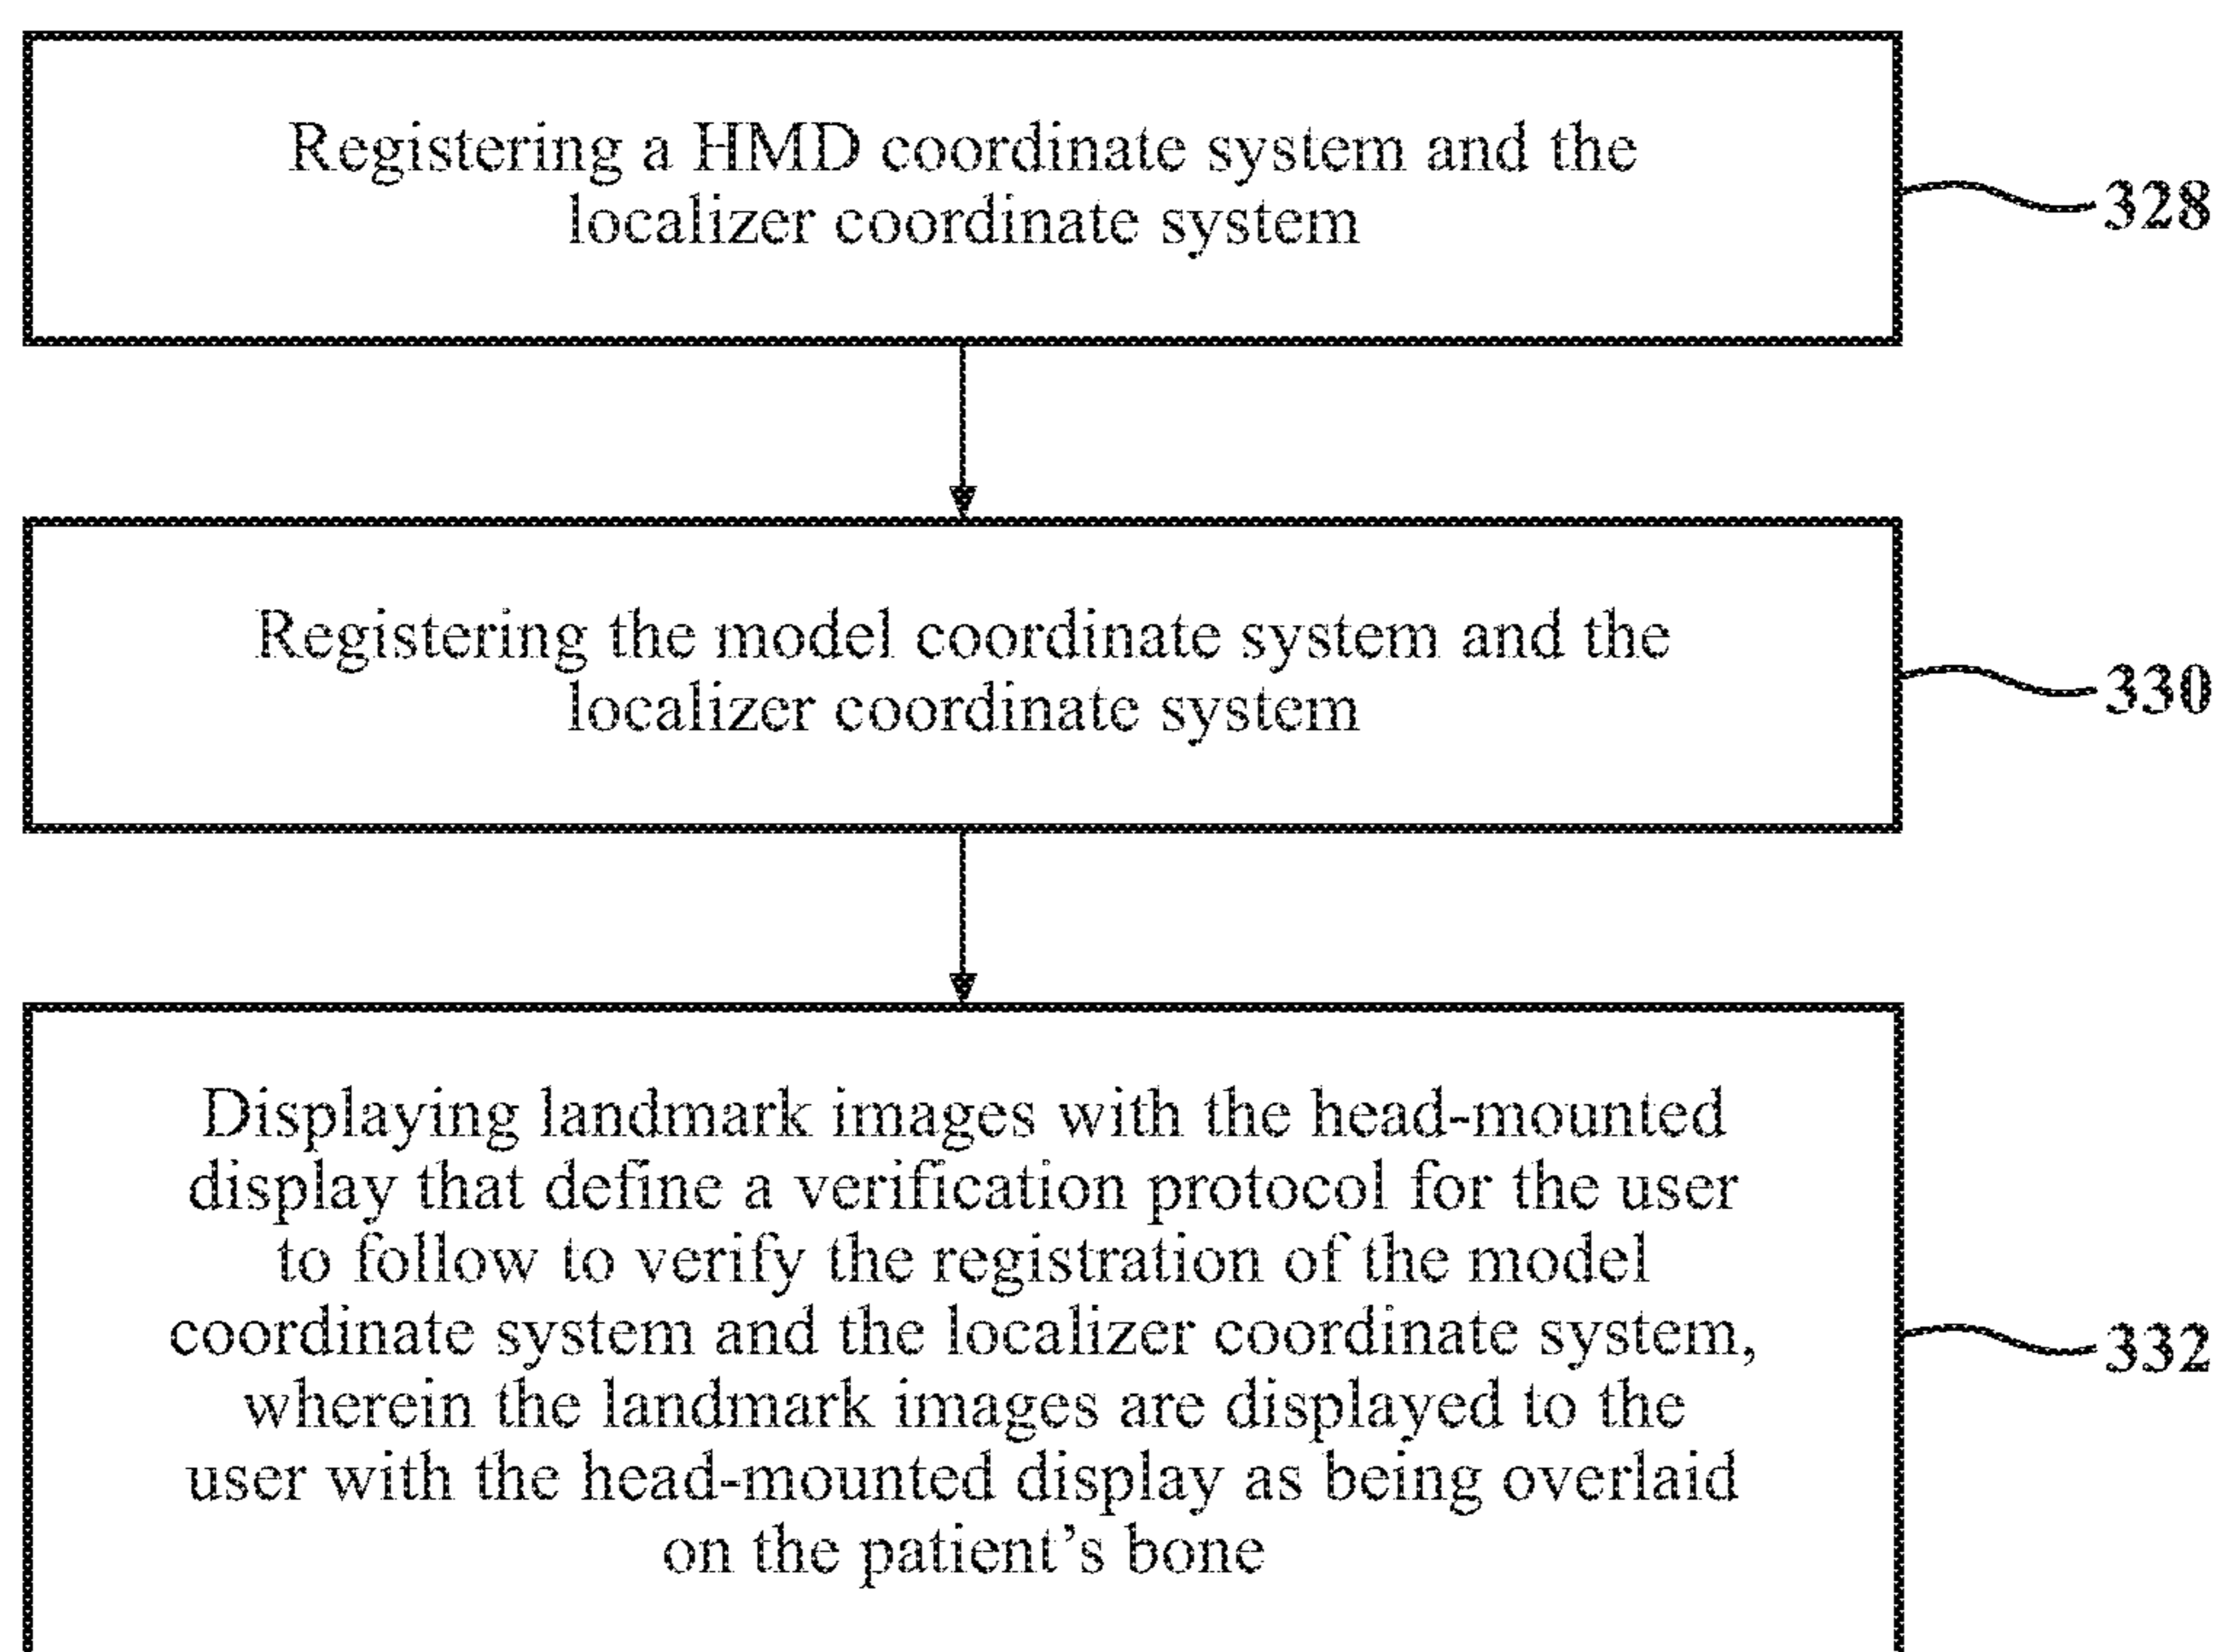 Registering a HMD coordinate system and the
localizer coordinate system
328
Registering the model coordinate system and the
localizer coordinate system
330
Displaying landmark images with the head-mounted
display that define a verification protocol for the user
to follow to verify the registration of the model
coordinate system and the localizer coordinate system,
wherein the landmark images are displayed to the
user with the head-mounted display as being overlaid
on the patient’s bone
332